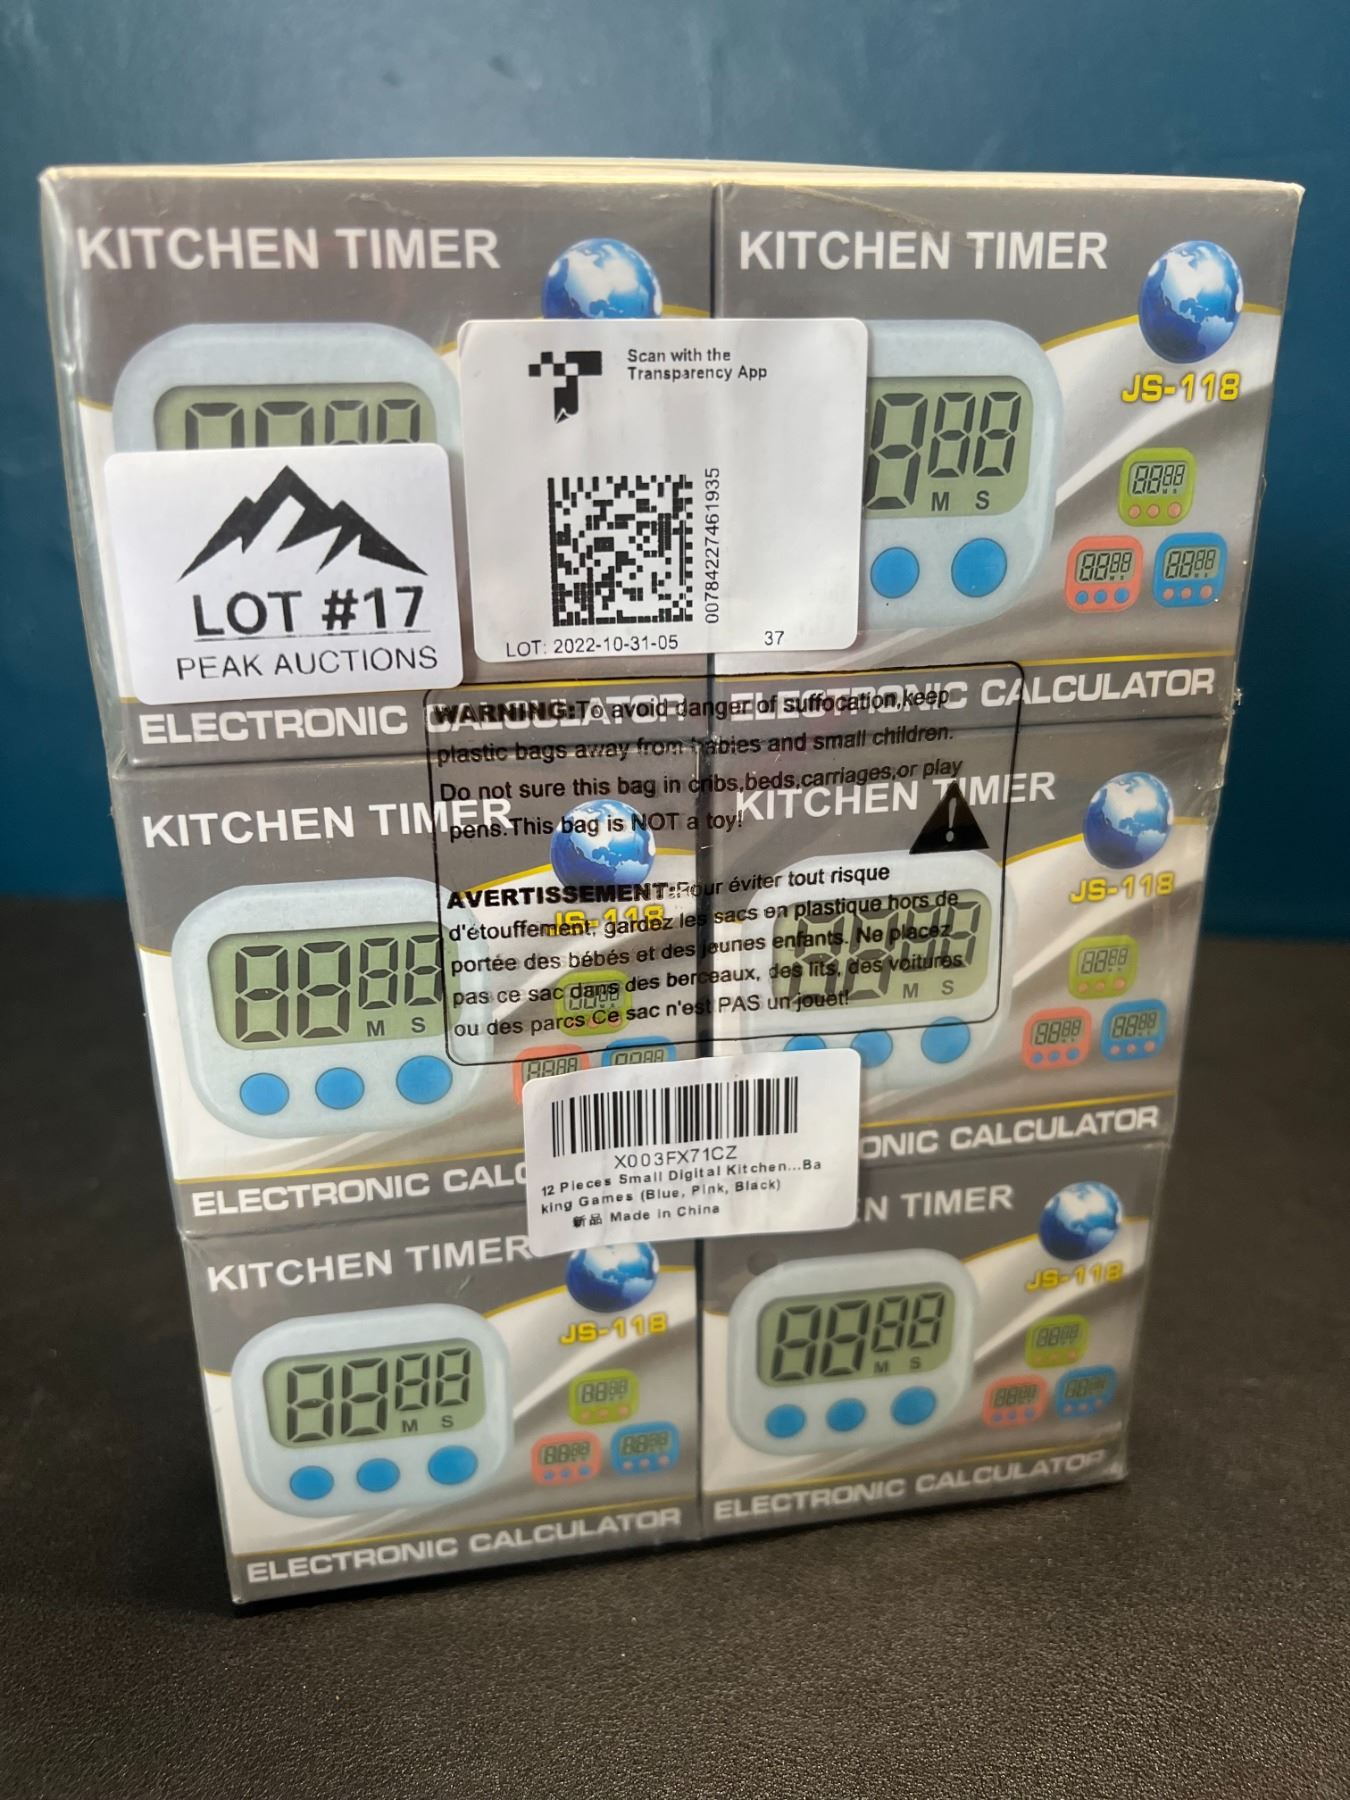 KITCHEN TIMER
KITCHEN TIMER
JS-118
Scan with the
Transparency App
M S
00784227461935
LOT: 2022-10-31-05
37
LOT #17
PEAK AUCTIONS
ELECTRONIC CALCULATOR
ELECTRONIC CALCULATOR
WARNING:To avoid danger of suffocation,keep
plastic bags away from babies and small children.
Do not sure this bag in cribs,beds,carriages,or play
pens.This bag is NOT a toy!
AVERTISSEMENT:Pour éviter tout risque
d'étouffement, gardez les sacs en plastique hors de
portée des bébés et des jeunes enfants. Ne placez
pas ce sac dans des berceaux, des lits, des voitures
ou des parcs Ce sac n'est PAS un jouet!
KITCHEN TIMER
JS-118
M S
KITCHEN TIMER
JS-118
M S
ELECTRONIC CALC
ONIC CALCULATOR
X003FX71CZ
12 Pieces Small Digital Kitchen...Ba
king Games (Blue, Pink, Black)
新品 Made in China
KITCHEN TIMER
JS-118
M S
EN TIMER
JS-118
M S
ELECTRONIC CALCULATOR
ELECTRONIC CALCULATOR